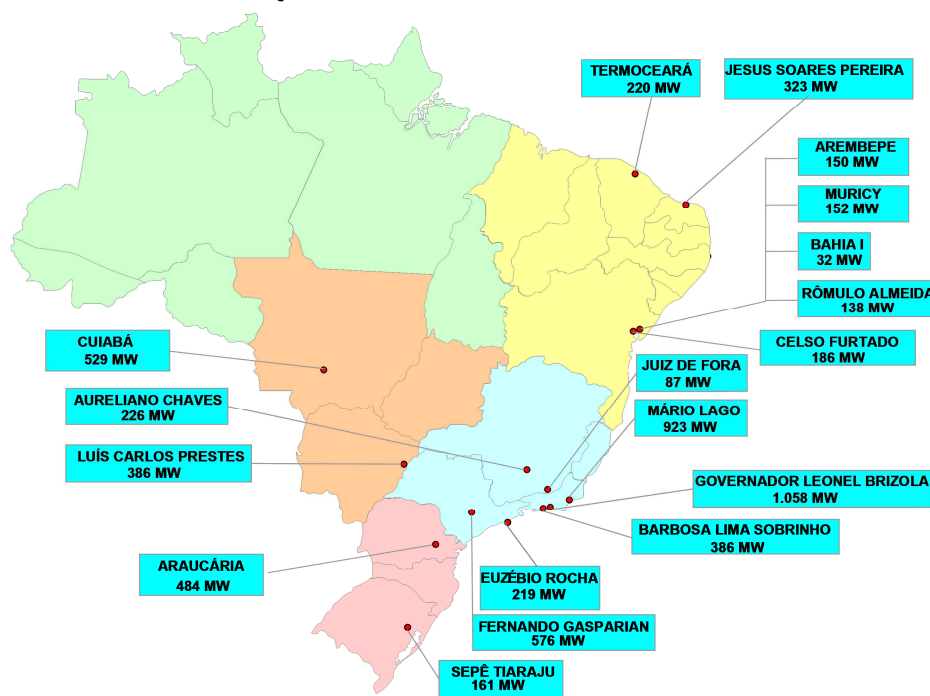 TERMOCEARÁ
220 MW
JESUS SOARES PEREIRA
323 MW
AREMBEPE
150 MW
MURICY
152 MW
BAHIA I
32 MW
RÔMULO ALMEIDA
138 MW
CELSO FURTADO
186 MW
CUIABÁ
529 MW
JUIZ DE FORA
87 MW
AURELIANO CHAVES
226 MW
MÁRIO LAGO
923 MW
LUÍS CARLOS PRESTES
386 MW
GOVERNADOR LEONEL BRIZOLA
1.058 MW
BARBOSA LIMA SOBRINHO
386 MW
ARAUCÁRIA
484 MW
EUZÉBIO ROCHA
219 MW
FERNANDO GASPARIAN
576 MW
SEPÊ TIARAJU
161 MW